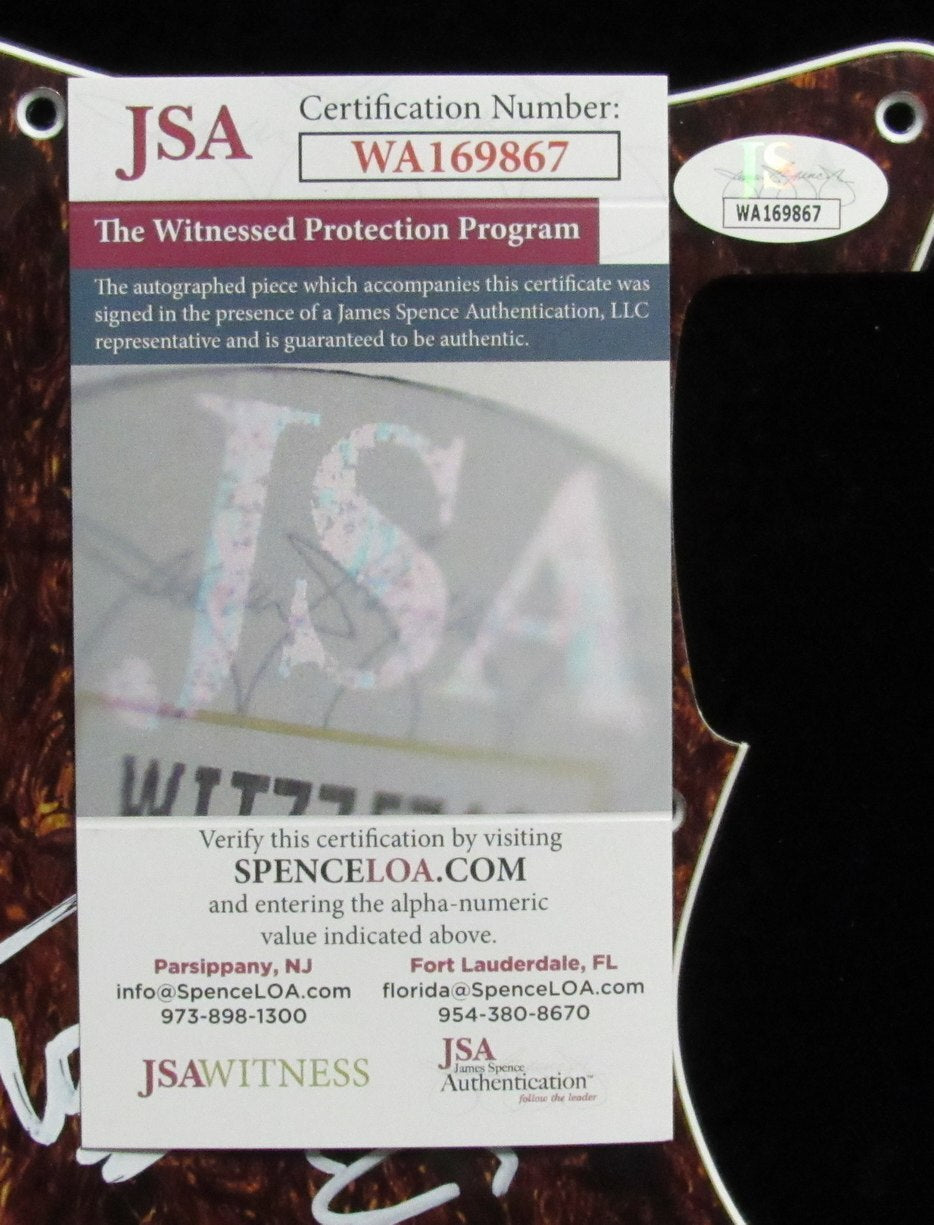 JSA
Certification Number:
WA169867
JS
WA169867
The Witnessed Protection Program
The autographed piece which accompanies this certificate was
signed in the presence of a James Spence Authentication, LLC
representative and is guaranteed to be authentic.
JSA
Verify this certification by visiting
SPENCELOA.COM
and entering the alpha-numeric
value indicated above.
Parsippany, NJ
info@SpenceLOA.com
973-898-1300
Fort Lauderdale, FL
florida@SpenceLOA.com
954-380-8670
JSAWITNESS
JSA
James Spence
Authentication™
follow the leader